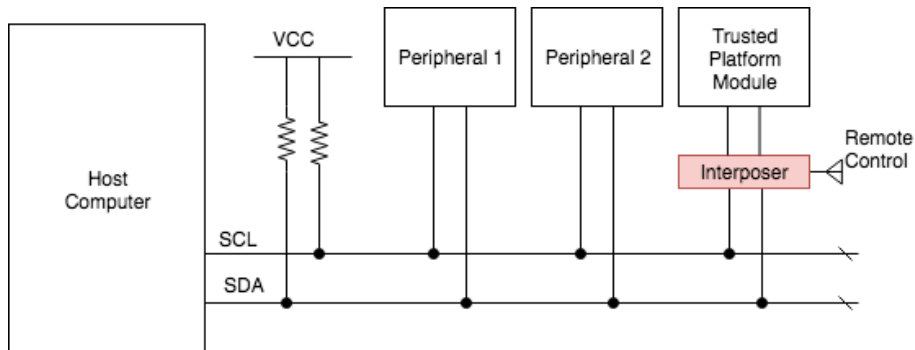 VCC
Peripheral 1
Peripheral 2
Trusted
Platform
Module
Remote
Control
Interposer
Host
Computer
SCL
SDA